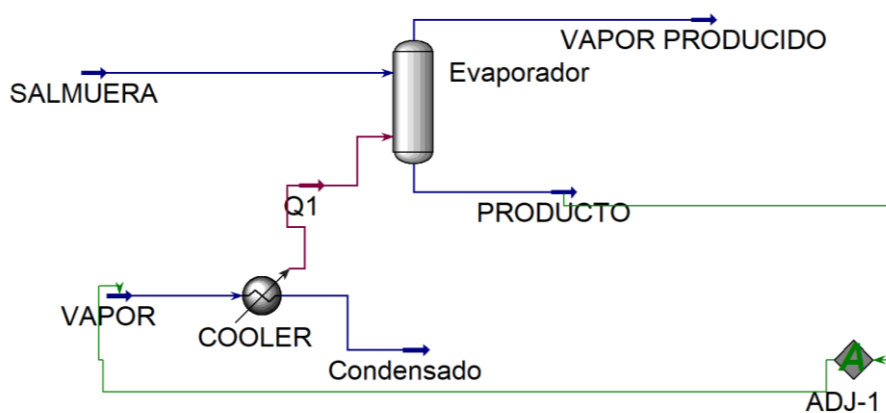 VAPOR PRODUCIDO
Evaporador
SALMUERA
Q1
PRODUCTO
VAPOR
COOLER
Condensado
A
ADJ-1